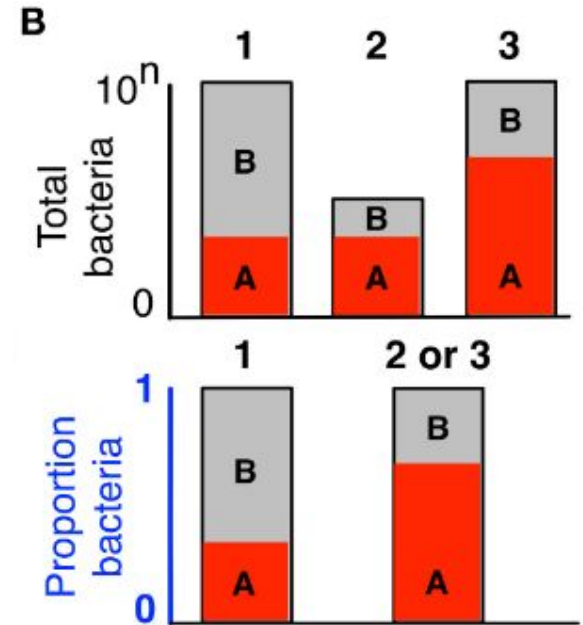 B
1 2 3
10n
Total
bacteria
0
B
A
B
A
B
A
1 2 or 3
1
Proportion
bacteria
0
B
A
B
A